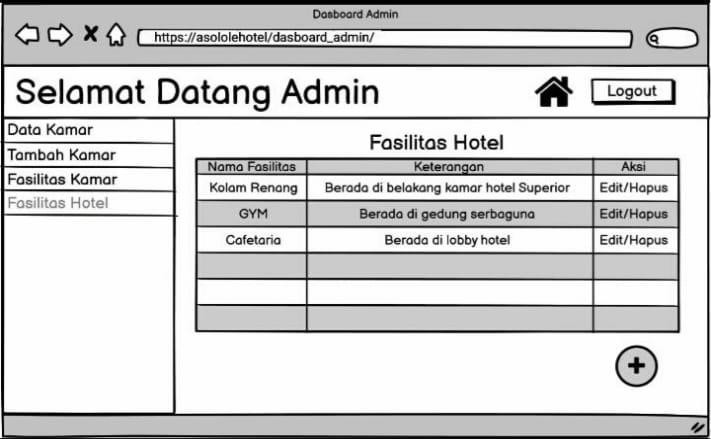 Dasboard Admin
https://asololehotel/dasboard_admin/
Selamat Datang Admin
Logout
Data Kamar
Tambah Kamar
Fasilitas Kamar
Fasilitas Hotel
Fasilitas Hotel
Nama Fasilitas Keterangan Aksi
Kolam Renang Berada di belakang kamar hotel Superior Edit/Hapus
GYM Berada di gedung serbaguna Edit/Hapus
Cafetaria Berada di lobby hotel Edit/Hapus